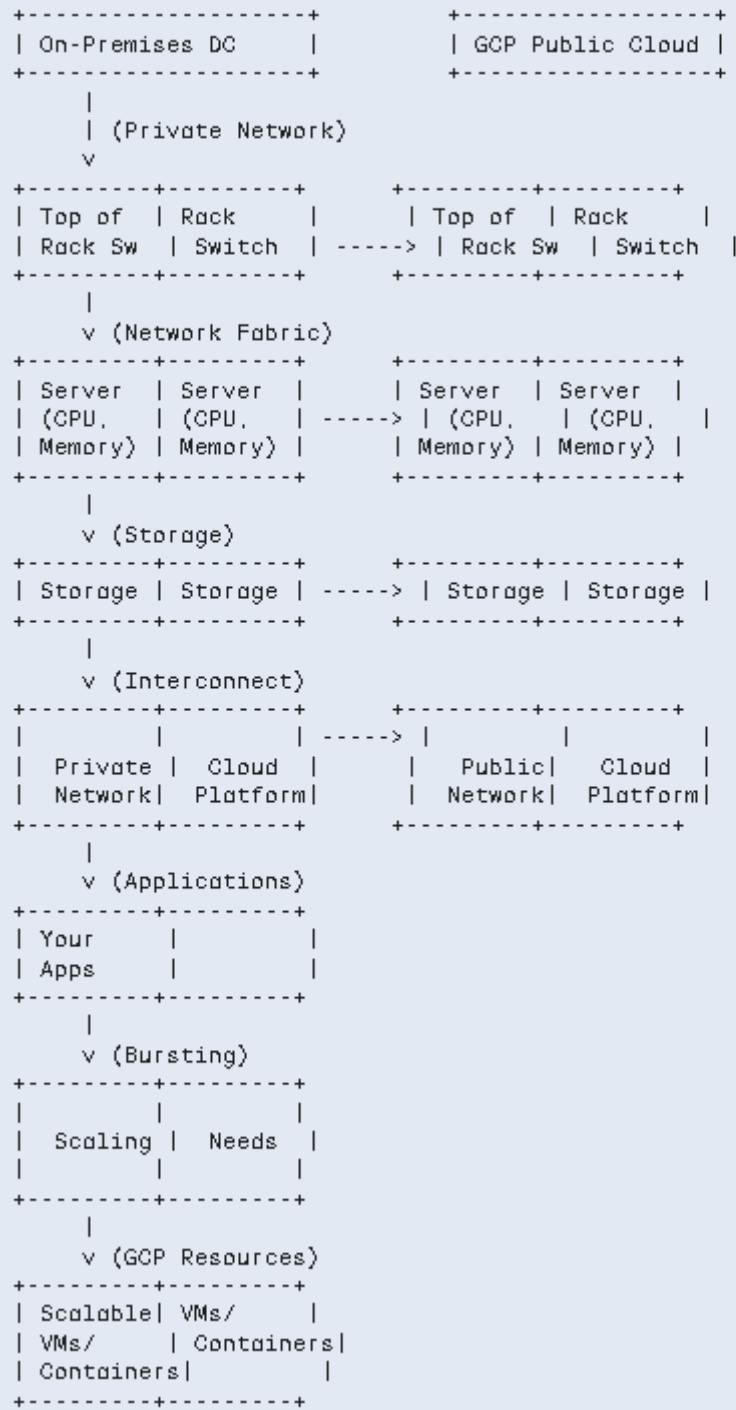 +--------------------+          +------------------+
| On-Premises DC     |          | GCP Public Cloud |
+--------------------+          +------------------+
     |
     | (Private Network)
     v
+---------+---------+      +---------+---------+
| Top of  | Rack     |      | Top of  | Rack     |
| Rack Sw  | Switch  | -----> | Rack Sw  | Switch  |
+---------+---------+      +---------+---------+
     |
     v (Network Fabric)
+---------+---------+      +---------+---------+
| Server  | Server  |      | Server  | Server  |
| (CPU,   | (CPU,   | -----> | (CPU,   | (CPU,   |
| Memory) | Memory) |      | Memory) | Memory) |
+---------+---------+      +---------+---------+
     |
     v (Storage)
+---------+---------+      +---------+---------+
| Storage | Storage | -----> | Storage | Storage |
+---------+---------+      +---------+---------+
     |
     v (Interconnect)
+---------+---------+      +---------+---------+
|         |         | -----> |         |         |
|  Private |  Cloud  |      |  Public|  Cloud  |
|  Network|  Platform|      |  Network|  Platform|
+---------+---------+      +---------+---------+
     |
     v (Applications)
+---------+---------+
| Your     |         |
| Apps     |         |
+---------+---------+
     |
     v (Bursting)
+---------+---------+
|         |         |
|  Scaling |  Needs  |
|         |         |
+---------+---------+
     |
     v (GCP Resources)
+---------+---------+
| Scalable| VMs/     |
| VMs/     | Containers|
| Containers|         |
+---------+---------+